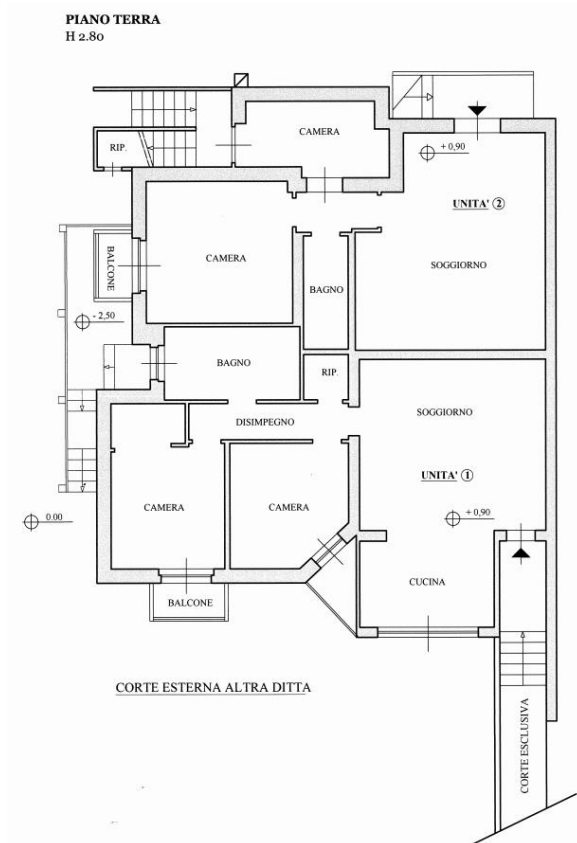 PIANO TERRA
H 2.80
CAMERA
RIP.
+ 0,90
UNITA' 2
CAMERA
BALCONE
SOGGIORNO
BAGNO
- 2,50
BAGNO
RIP.
DISIMPEGNO
SOGGIORNO
UNITA' 1
CAMERA
CAMERA
+ 0,90
0.00
CUCINA
BALCONE
CORTE ESTERNA ALTRA DITTA
CORTE ESCLUSIVA